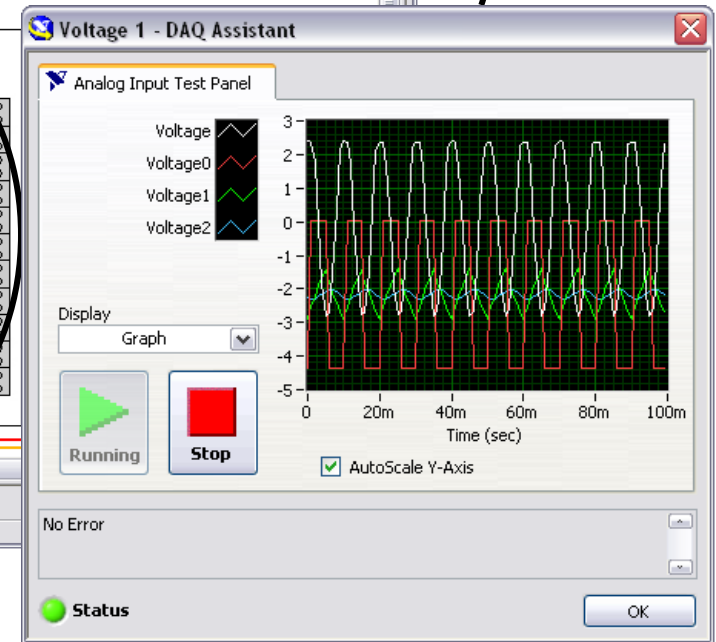 Voltage 1 - DAQ Assistant
Analog Input Test Panel
Voltage
Voltage0
Voltage1
Voltage2
Display
Graph
Running
Stop
3
2
1
0
-1
-2
-3
-4
-5
0 20m 40m 60m 80m 100m
Time (sec)
AutoScale Y-Axis
No Error
Status
OK